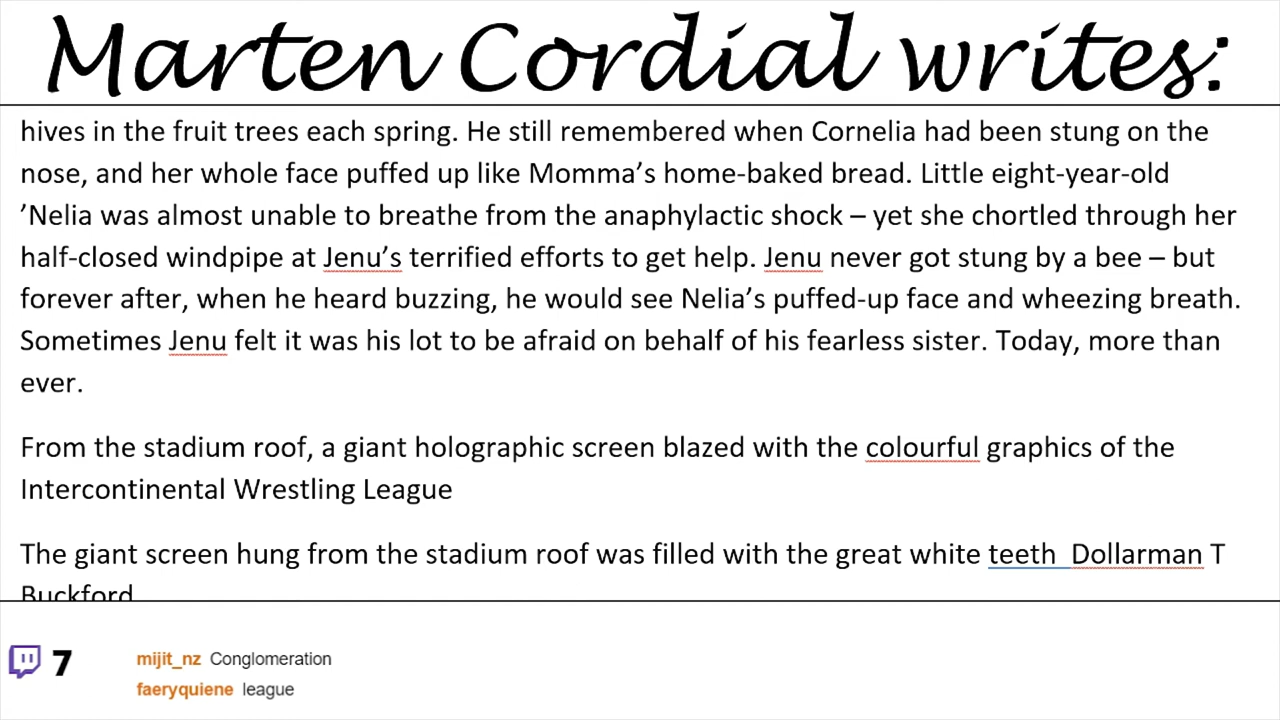 Marten Cordial writes:
hives in the fruit trees each spring. He still remembered when Cornelia had been stung on the
nose, and her whole face puffed up like Momma’s home-baked bread. Little eight-year-old
’Nelia was almost unable to breathe from the anaphylactic shock – yet she chortled through her
half-closed windpipe at Jenu’s terrified efforts to get help. Jenu never got stung by a bee – but
forever after, when he heard buzzing, he would see Nelia’s puffed-up face and wheezing breath.
Sometimes Jenu felt it was his lot to be afraid on behalf of his fearless sister. Today, more than
ever.
From the stadium roof, a giant holographic screen blazed with the colourful graphics of the
Intercontinental Wrestling League
The giant screen hung from the stadium roof was filled with the great white teeth  Dollarman T
Buckford
7
mijit_nz Conglomeration
faeryquiene league